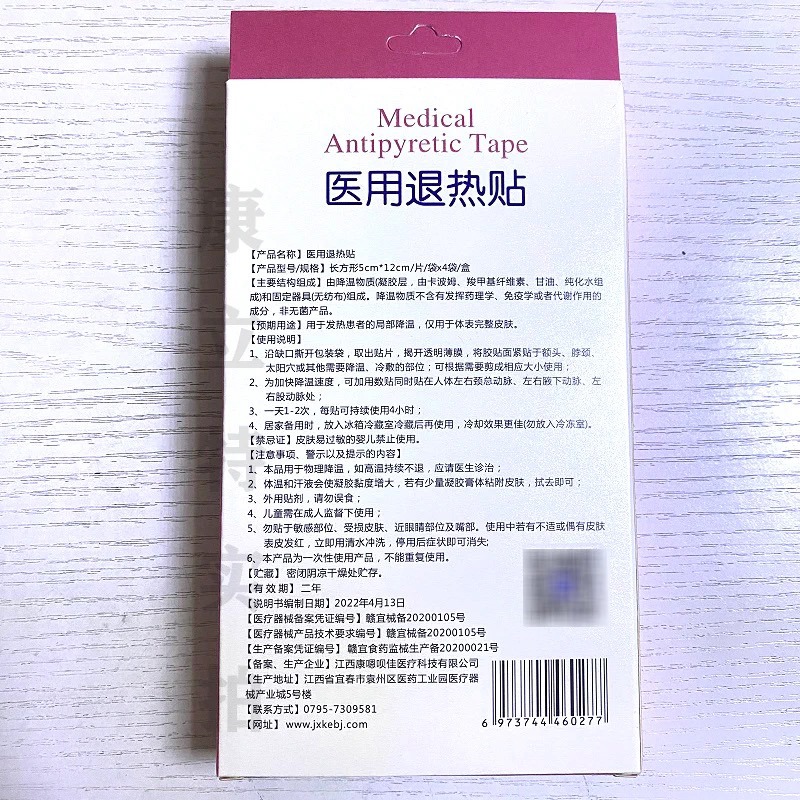 Medical
Antipyretic Tape
医用退热贴
【产品名称】医用退热贴
【产品型号/规格】长方形5cm*12cm/片/袋x4袋/盒
【主要结构组成】由降温物质(凝胶层,由卡波姆、羧甲基纤维素、甘油、纯化水组
成)和固定器具(无纺布)组成。降温物质不含有发挥药理学、免疫学或者代谢作用的
成分,非无菌产品。
【预期用途】用于发热患者的局部降温,仅用于体表完整皮肤。
【使用说明】
1、沿缺口撕开包装袋,取出贴片,揭开透明薄膜,将胶贴面紧贴于额头、脖颈、
太阳穴或其他需要降温、冷敷的部位;可根据需要剪成相应大小使用;
2、为加快降温速度,可加用数贴同时贴在人体左右颈总动脉、左右腋下动脉、左
右股动脉处;
3、一天1-2次,每贴可持续使用4小时;
4、居家备用时,放入冰箱冷藏室冷藏后再使用,冷却效果更佳(勿放入冷冻室)。
【禁忌证】皮肤易过敏的婴儿禁止使用。
【注意事项、警示以及提示的内容】
1、本品用于物理降温,如高温持续不退,应请医生诊治;
2、体温和汗液会使凝胶黏度增大,若有少量凝胶膏体粘附皮肤,拭去即可;
3、外用贴剂,请勿误食;
4、儿童需在成人监督下使用;
5、勿贴于敏感部位、受损皮肤、近眼睛部位及嘴部。使用中若有不适或偶有皮肤
表皮发红,立即用清水冲洗,停用后症状即可消失;
6、本产品为一次性使用产品,不能重复使用。
【贮藏】密闭阴凉干燥处贮存。
【有 效 期】二年
【说明书编制日期】2022年4月13日
【医疗器械备案凭证编号】赣宜械备20200105号
【医疗器械产品技术要求编号】赣宜械备20200105号
【生产备案凭证编号】 赣宜食药监械生产备20200021号
【备案、生产企业】江西康嗯呗佳医疗科技有限公司
【生产地址】江西省宜春市袁州区医药工业园医疗器
械产业城5号楼
【联系方式】0795-7309581
【网址】 www.jxkebj.com
6 973744 460277
康立特实拍